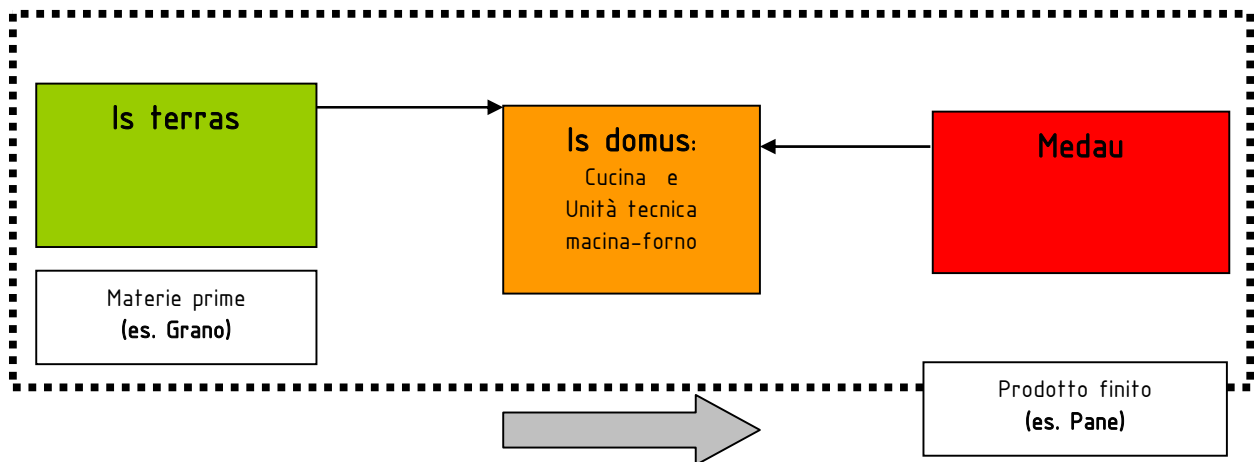 Is terras
Materie prime
(es. Grano)
Is domus:
Cucina e
Unità tecnica
macina-forno
Medau
Prodotto finito
(es. Pane)